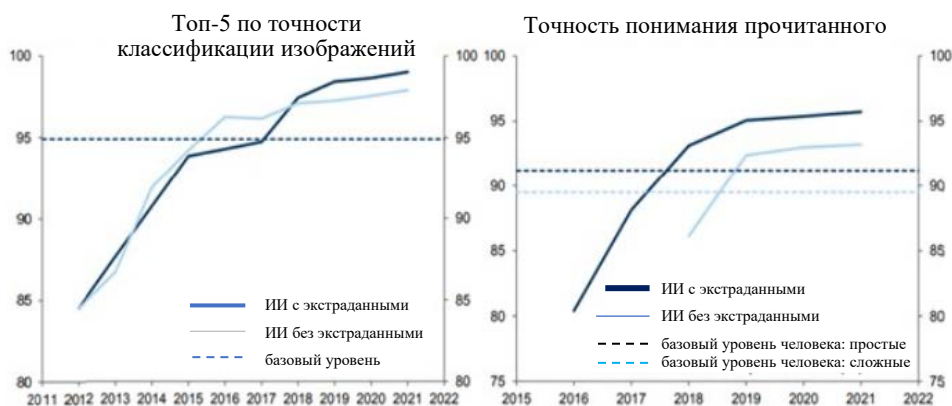 Топ-5 по точности
классификации изображений
100
95
90
85
80
100
95
90
85
80
2011 2012 2013 2014 2015 2016 2017 2018 2019 2020 2021 2022
ИИ с экстраданными
ИИ без экстраданными
базовый уровень
Точность понимания прочитанного
100
95
90
85
80
75
100
95
90
85
80
75
2015 2016 2017 2018 2019 2020 2021 2022
ИИ с экстраданными
ИИ без экстраданными
базовый уровень человека: простые
базовый уровень человека: сложные